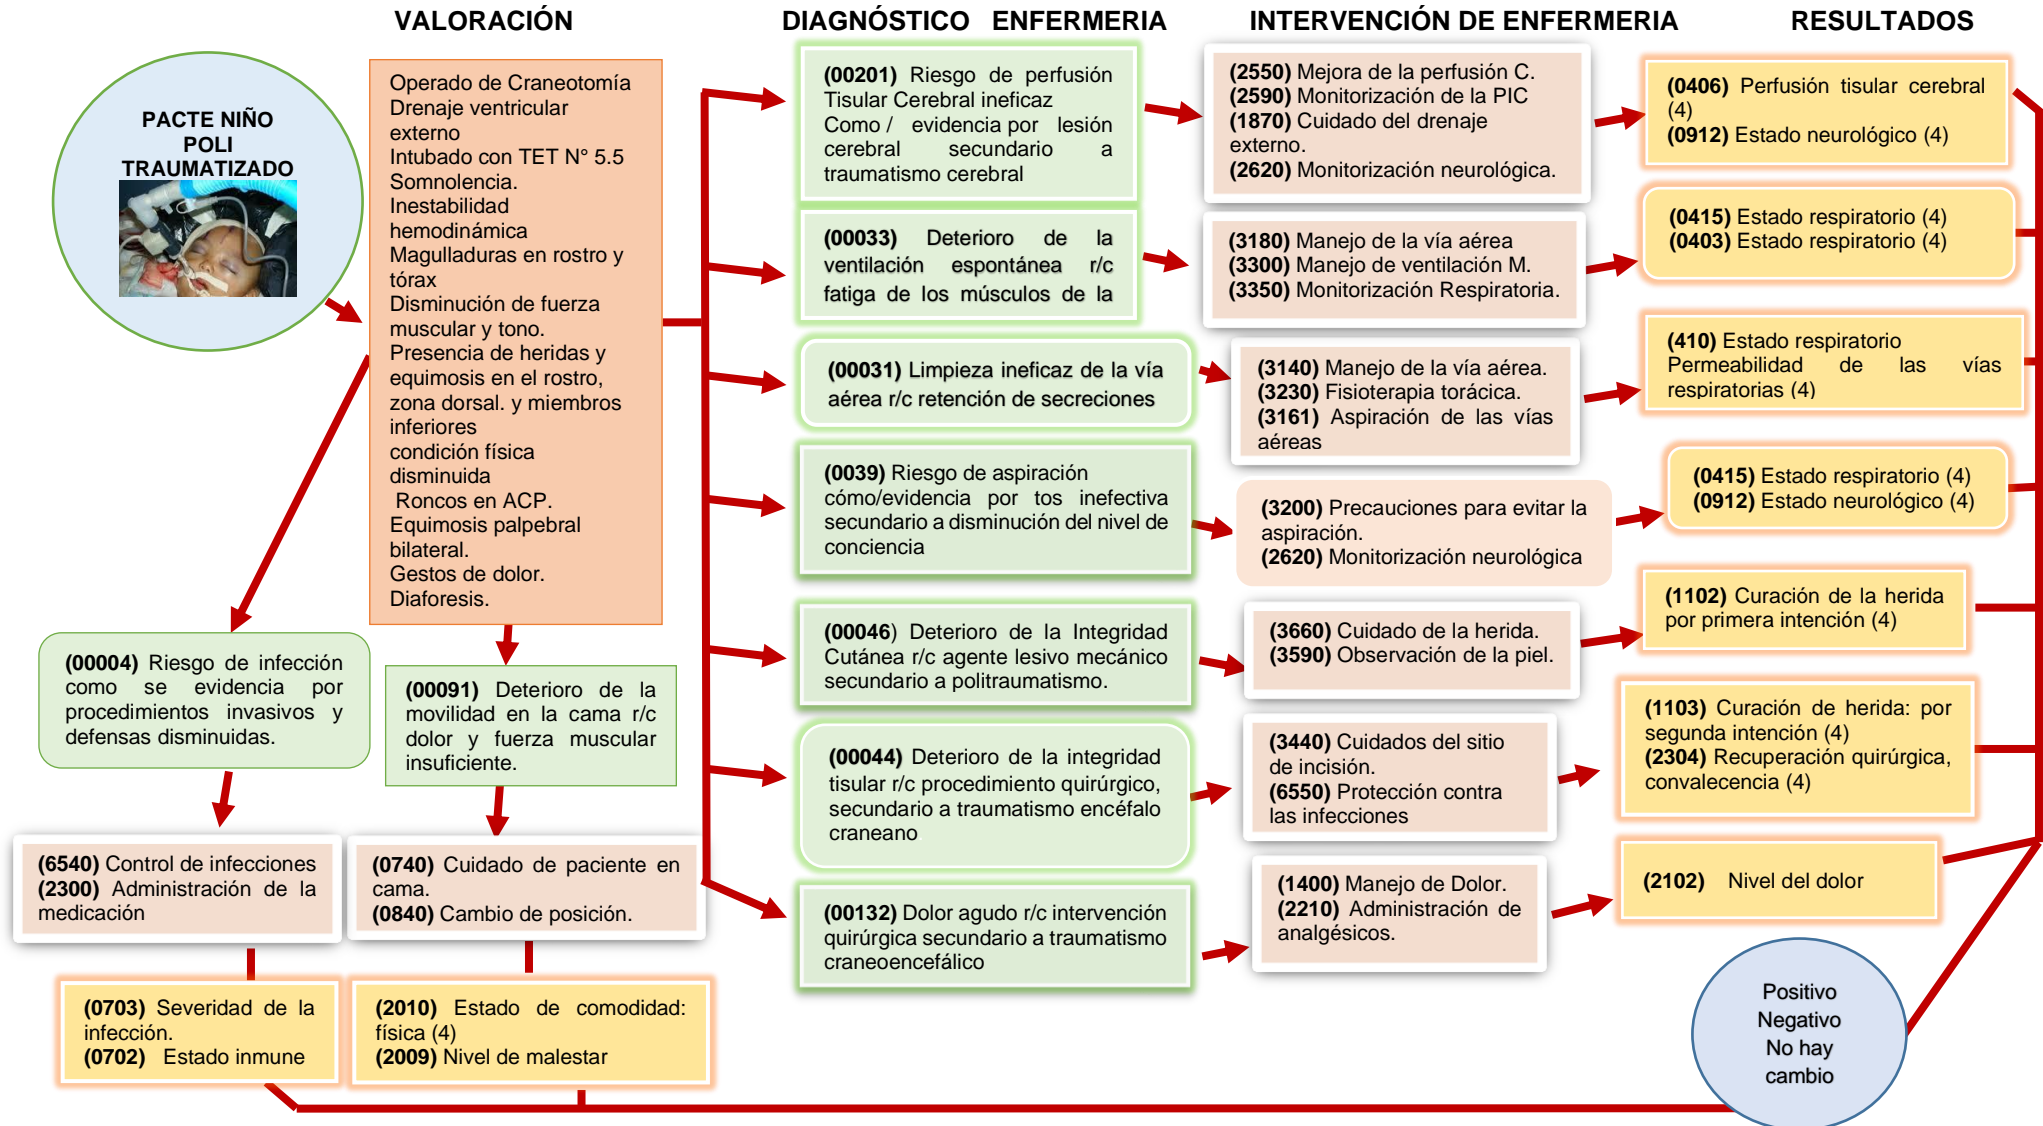 VALORACIÓN
DIAGNÓSTICO ENFERMERIA
INTERVENCIÓN DE ENFERMERIA
RESULTADOS
PACTE NIÑO
POLI
TRAUMATIZADO
Operado de Craneotomía
Drenaje ventricular
externo
Intubado con TET N° 5.5
Somnolencia.
Inestabilidad
hemodinámica
Magulladuras en rostro y
tórax
Disminución de fuerza
muscular y tono.
Presencia de heridas y
equimosis en el rostro,
zona dorsal. y miembros
inferiores
condición física
disminuida
Roncos en ACP.
Equimosis palpebral
bilateral.
Gestos de dolor.
Diaforesis.
(00201) Riesgo de perfusión
Tisular Cerebral ineficaz
Como / evidencia por lesión
cerebral secundario a
traumatismo cerebral
(2550) Mejora de la perfusión C.
(2590) Monitorización de la PIC
(1870) Cuidado del drenaje
externo.
(2620) Monitorización neurológica.
(0406) Perfusión tisular cerebral
(4)
(0912) Estado neurológico (4)
(00033) Deterioro de la
ventilación espontánea r/c
fatiga de los músculos de la
(3180) Manejo de la vía aérea
(3300) Manejo de ventilación M.
(3350) Monitorización Respiratoria.
(0415) Estado respiratorio (4)
(0403) Estado respiratorio (4)
(00031) Limpieza ineficaz de la vía
aérea r/c retención de secreciones
(3140) Manejo de la vía aérea.
(3230) Fisioterapia torácica.
(3161) Aspiración de las vías
aéreas
(410) Estado respiratorio
Permeabilidad de las vías
respiratorias (4)
(0039) Riesgo de aspiración
cómo/evidencia por tos inefectiva
secundario a disminución del nivel de
conciencia
(3200) Precauciones para evitar la
aspiración.
(2620) Monitorización neurológica
(0415) Estado respiratorio (4)
(0912) Estado neurológico (4)
(00046) Deterioro de la Integridad
Cutánea r/c agente lesivo mecánico
secundario a politraumatismo.
(3660) Cuidado de la herida.
(3590) Observación de la piel.
(1102) Curación de la herida
por primera intención (4)
(00044) Deterioro de la integridad
tisular r/c procedimiento quirúrgico,
secundario a traumatismo encéfalo
craneano
(3440) Cuidados del sitio
de incisión.
(6550) Protección contra
las infecciones
(1103) Curación de herida: por
segunda intención (4)
(2304) Recuperación quirúrgica,
convalecencia (4)
(00132) Dolor agudo r/c intervención
quirúrgica secundario a traumatismo
craneoencefálico
(1400) Manejo de Dolor.
(2210) Administración de
analgésicos.
(2102) Nivel del dolor
(00004) Riesgo de infección
como se evidencia por
procedimientos invasivos y
defensas disminuidas.
(00091) Deterioro de la
movilidad en la cama r/c
dolor y fuerza muscular
insuficiente.
(6540) Control de infecciones
(2300) Administración de la
medicación
(0740) Cuidado de paciente en
cama.
(0840) Cambio de posición.
(0703) Severidad de la
infección.
(0702) Estado inmune
(2010) Estado de comodidad:
física (4)
(2009) Nivel de malestar
Positivo
Negativo
No hay
cambio